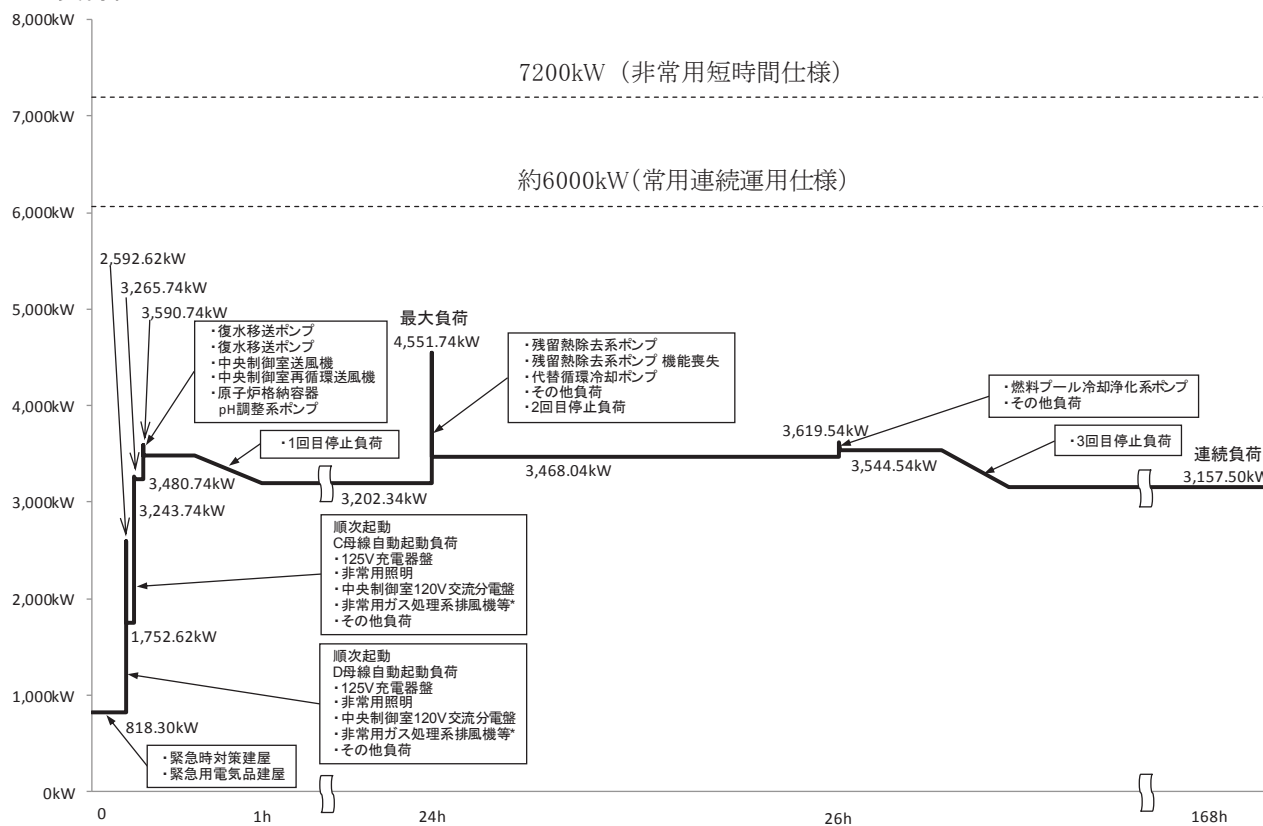 8,000kW
7200kW（非常用短時間仕様）
7,000kW
約6000kW（常用連続運用仕様）
6,000kW
2,592.62kW
3,265.74kW
3,590.74kW
5,000kW
最大負荷
4,551.74kW
・復水移送ポンプ
・復水移送ポンプ
・中央制御室送風機
・中央制御室再循環送風機
・原子炉格納容器
pH調整系ポンプ
・残留熱除去系ポンプ
・残留熱除去系ポンプ 機能喪失
・代替循環冷却ポンプ
・その他負荷
・2回目停止負荷
・燃料プール冷却浄化系ポンプ
・その他負荷
4,000kW
・1回目停止負荷
3,619.54kW
・3回目停止負荷
連続負荷
3,480.74kW
3,468.04kW
3,544.54kW
3,157.50kW
3,202.34kW
3,243.74kW
3,000kW
順次起動
C母線自動起動負荷
・125V充電器盤
・非常用照明
・中央制御室120V交流分電盤
・非常用ガス処理系排風機等*
・その他負荷
2,000kW
1,752.62kW
順次起動
D母線自動起動負荷
・125V充電器盤
・非常用照明
・中央制御室120V交流分電盤
・非常用ガス処理系排風機等*
・その他負荷
1,000kW
818.30kW
・緊急時対策建屋
・緊急用電気品建屋
0kW
0
1h
24h
26h
168h